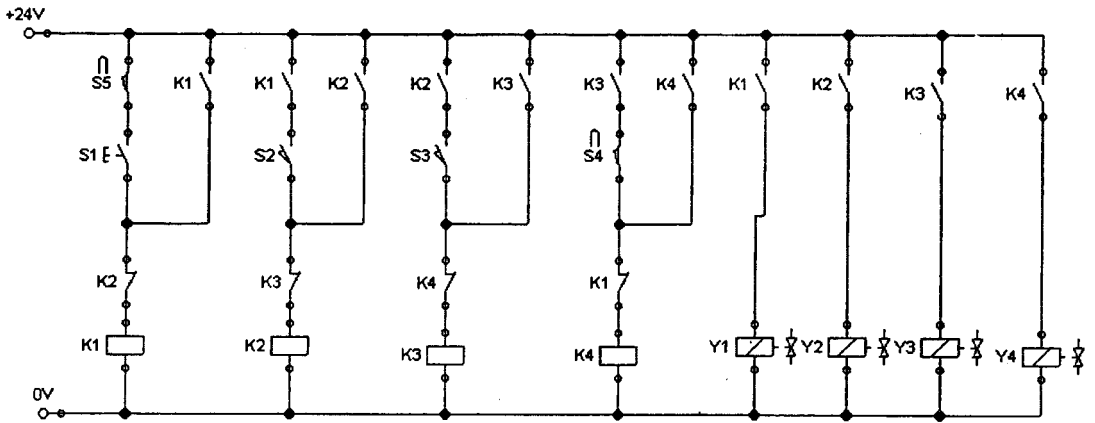 +24V
S5 K1 K1 K2 K2 K3 K3 K4 K1 K2 K3 K4
S1 S2 S3 S4
K2 K3 K4 K1
K1 K2 K3 K4 Y1 Y2 Y3 Y4
0V